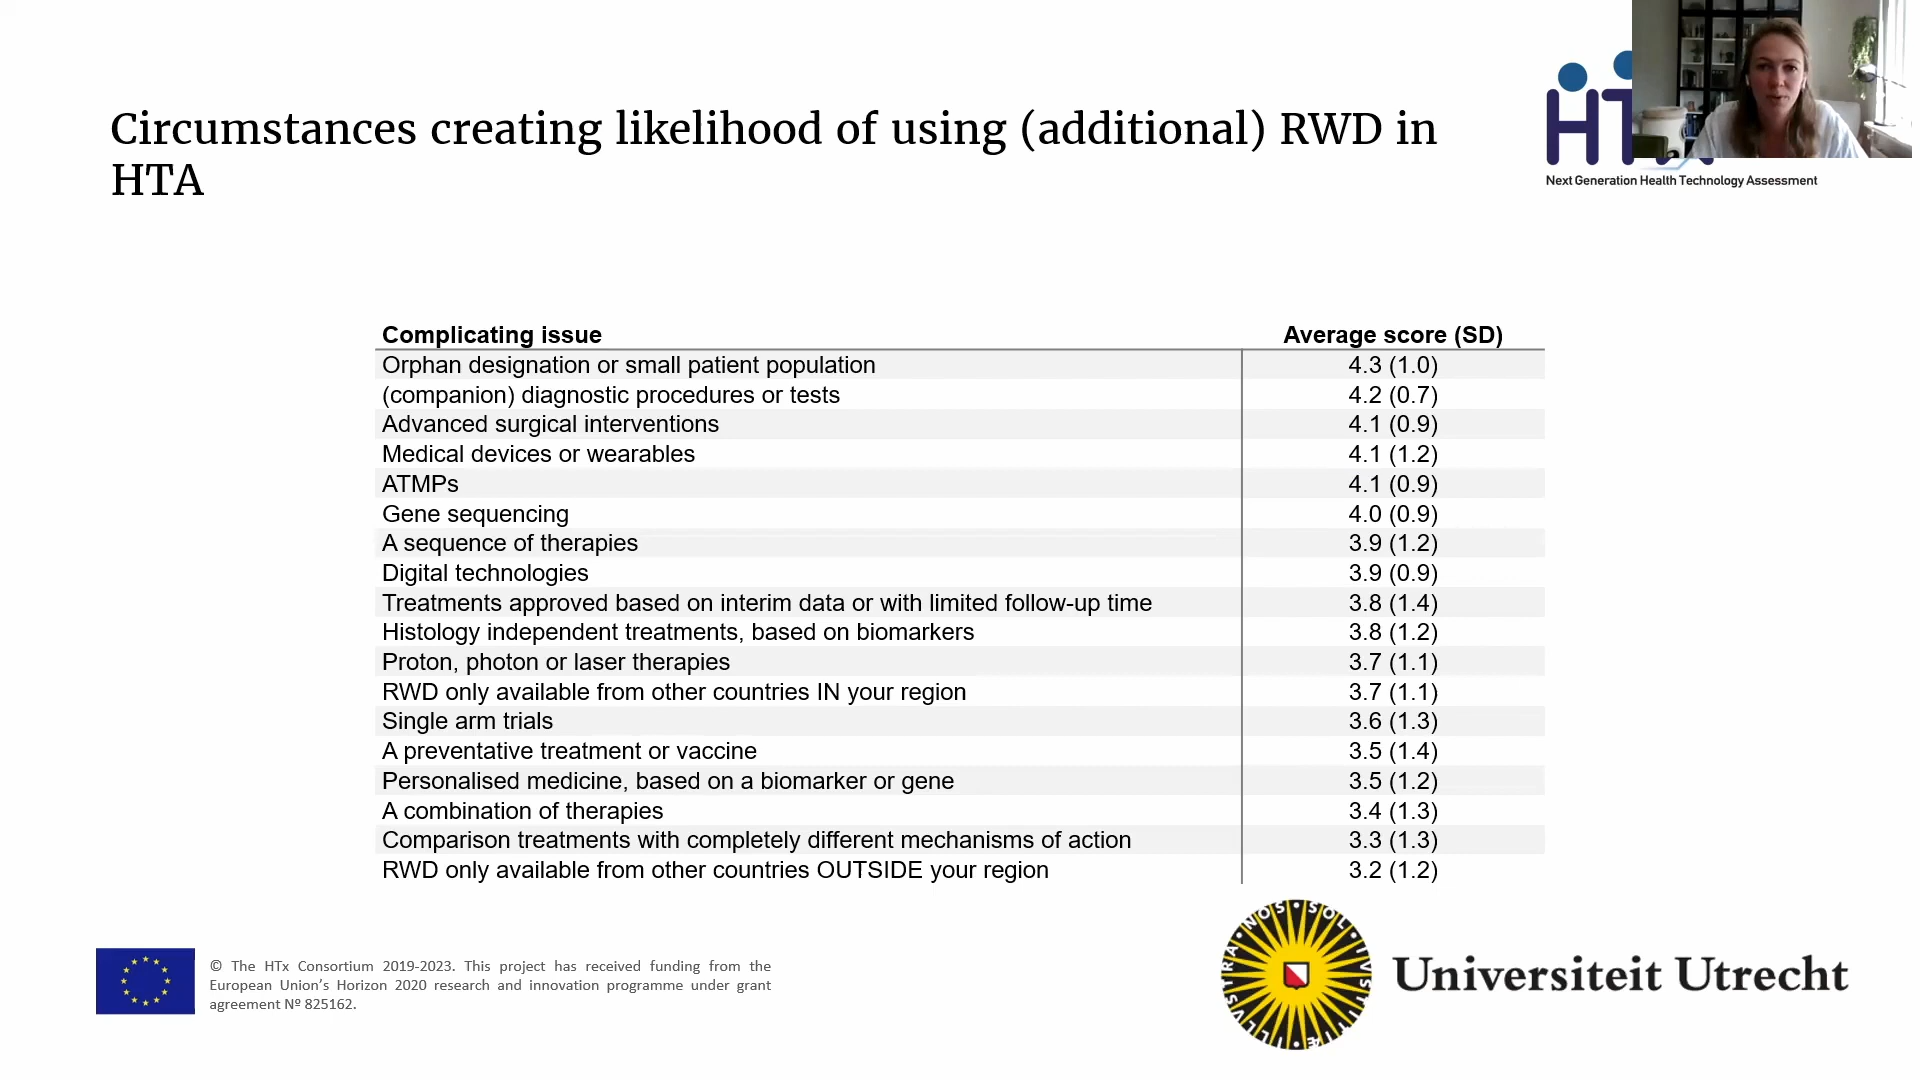 Circumstances creating likelihood of using (additional) RWD in
HTA
Next Generation Health Technology Assessment
Complicating issue Average score (SD)
Orphan designation or small patient population 4.3 (1.0)
(companion) diagnostic procedures or tests 4.2 (0.7)
Advanced surgical interventions 4.1 (0.9)
Medical devices or wearables 4.1 (1.2)
ATMPs 4.1 (0.9)
Gene sequencing 4.0 (0.9)
A sequence of therapies 3.9 (1.2)
Digital technologies 3.9 (0.9)
Treatments approved based on interim data or with limited follow-up time 3.8 (1.4)
Histology independent treatments, based on biomarkers 3.8 (1.2)
Proton, photon or laser therapies 3.7 (1.1)
RWD only available from other countries IN your region 3.7 (1.1)
Single arm trials 3.6 (1.3)
A preventative treatment or vaccine 3.5 (1.4)
Personalised medicine, based on a biomarker or gene 3.5 (1.2)
A combination of therapies 3.4 (1.3)
Comparison treatments with completely different mechanisms of action 3.3 (1.3)
RWD only available from other countries OUTSIDE your region 3.2 (1.2)
© The HTx Consortium 2019-2023. This project has received funding from the
European Union's Horizon 2020 research and innovation programme under grant
agreement Nº 825162.
SOL IVSTITIÆ ILLVSTRA NOS
Universiteit Utrecht